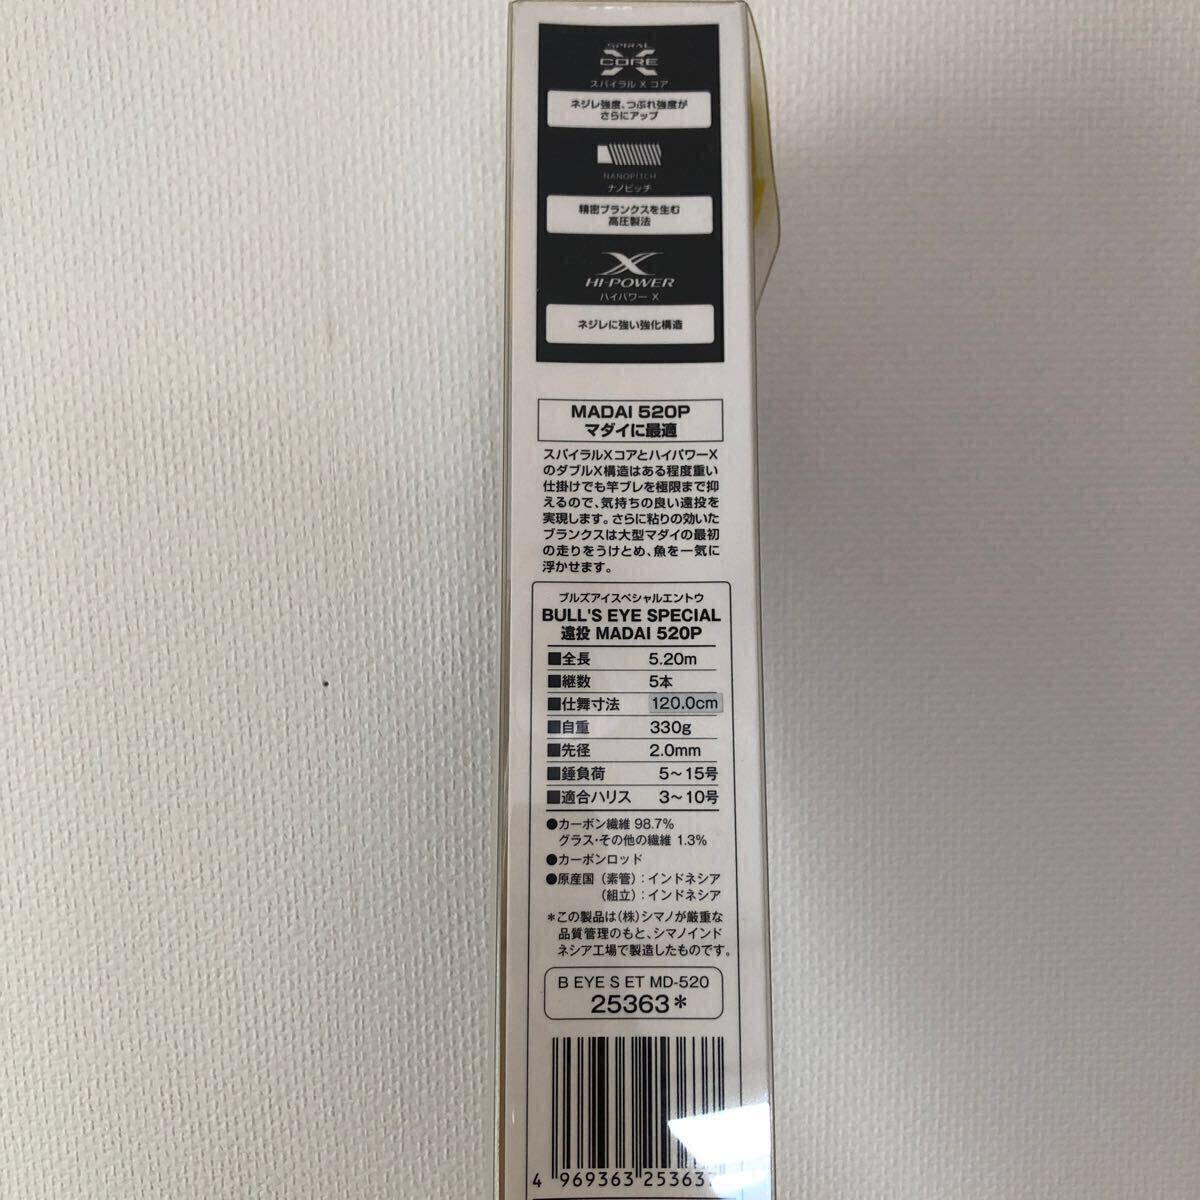 SPIRAL
X
CORE
スパイラル X コア
ネジレ強度、つぶれ強度が
さらにアップ
NANOPITCH
ナノピッチ
精密ブランクスを生む
高圧製法
X
HI-POWER
ハイパワー X
ネジレに強い強化構造
MADAI 520P
マダイに最適
スパイラルXコアとハイパワーX
のダブルX構造はある程度重い
仕掛けでも竿ブレを極限まで抑
えるので、気持ちの良い遠投を
実現します。さらに粘りの効いた
ブランクスは大型マダイの最初
の走りをうけとめ、魚を一気に
浮かせます。
ブルズアイスペシャルエントウ
BULL'S EYE SPECIAL
遠投 MADAI 520P
■全長 5.20m
■継数 5本
■仕舞寸法 120.0cm
■自重 330g
■先径 2.0mm
■錘負荷 5〜15号
■適合ハリス 3〜10号
●カーボン繊維 98.7%
グラス・その他の繊維 1.3%
●カーボンロッド
●原産国（素管）：インドネシア
（組立）：インドネシア
*この製品は（株）シマノが厳重な
品質管理のもと、シマノインド
ネシア工場で製造したものです。
B EYE S ET MD-520
25363*
4 969363 25363